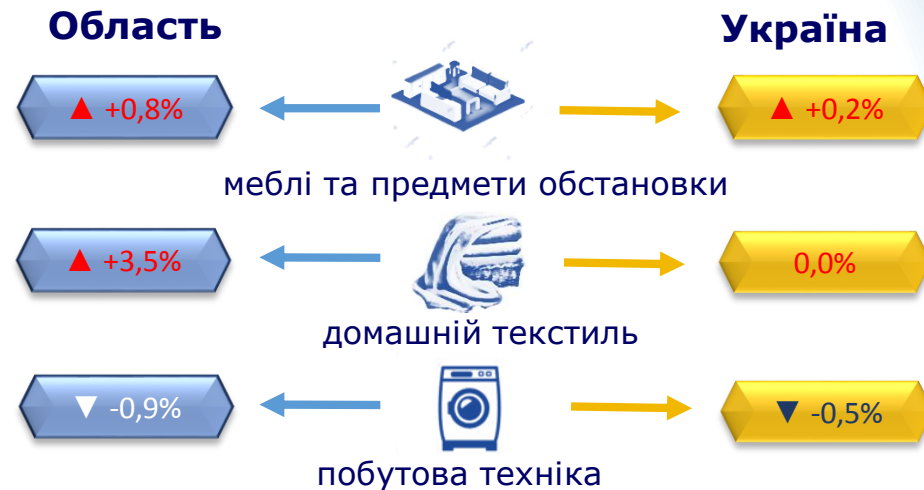 Область
Україна
▲ +0,8%
▲ +0,2%
меблі та предмети обстановки
▲ +3,5%
0,0%
домашній текстиль
▼ -0,9%
▼ -0,5%
побутова техніка